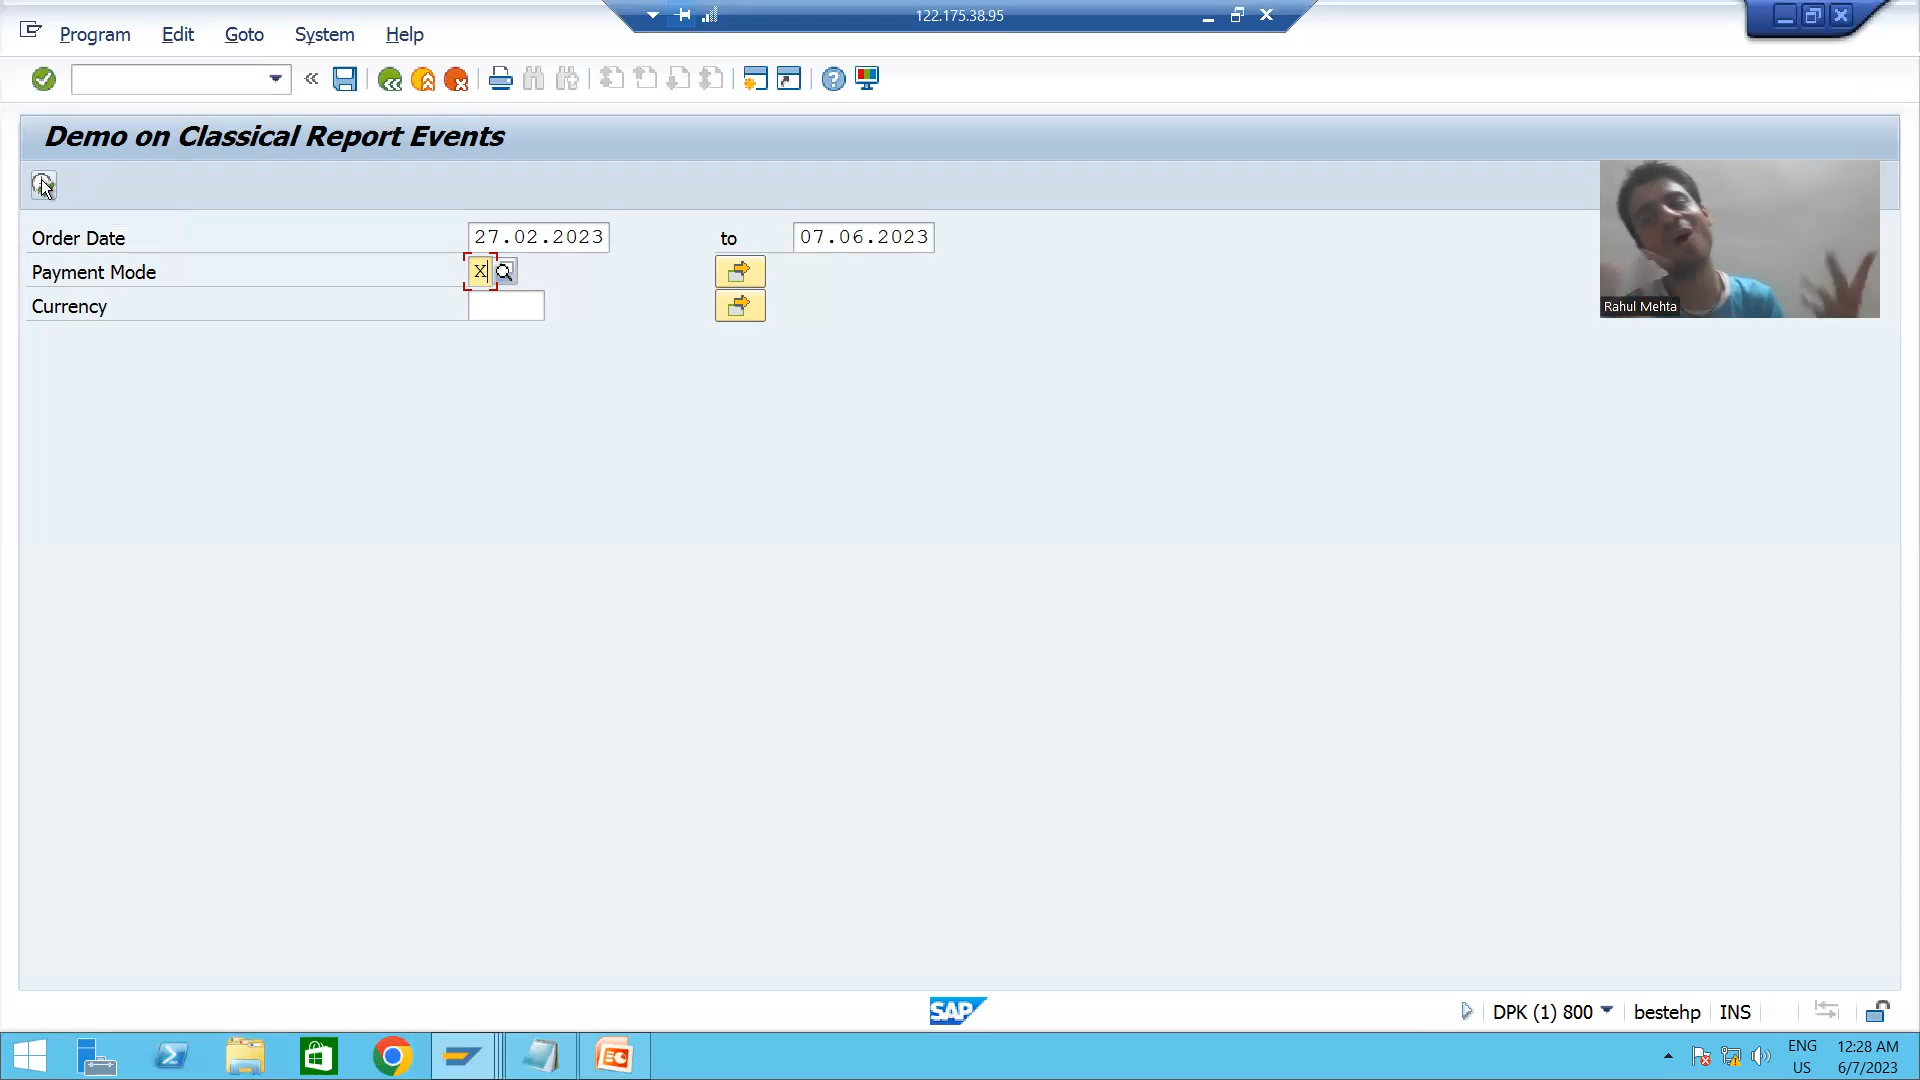 122.175.38.95
Program Edit Goto System Help
Demo on Classical Report Events
Order Date 27.02.2023 to 07.06.2023
Payment Mode X
Currency
Rahul Mehta
SAP DPK (1) 800 bestehp INS
ENG 12:28 AM
US 6/7/2023